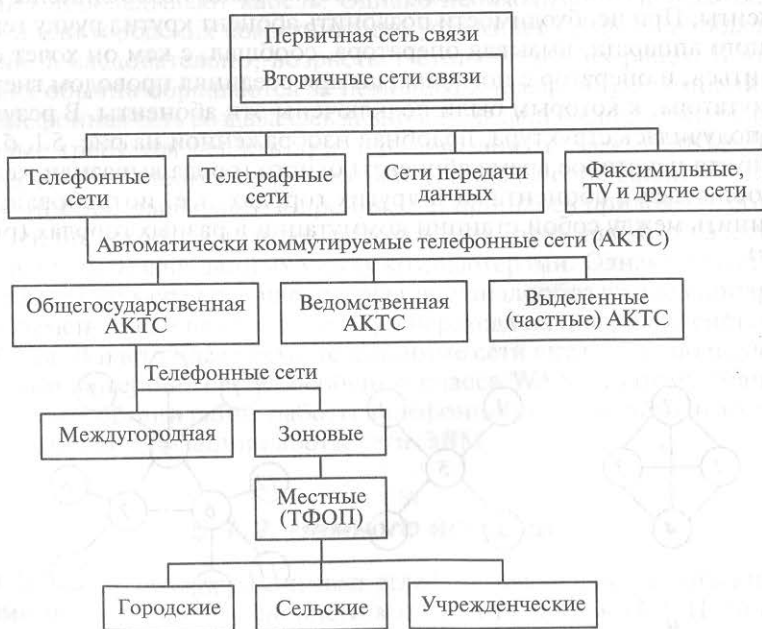 Первичная сеть связи
Вторичные сети связи
Телефонные
сети
Телеграфные
сети
Сети передачи
данных
Факсимильные,
TV и другие сети
Автоматически коммутируемые телефонные сети (АКТС)
Общегосударственная
АКТС
Ведомственная
АКТС
Выделенные
(частные) АКТС
Телефонные сети
Междугородная
Зоновые
Местные
(ТФОП)
Городские
Сельские
Учрежденческие